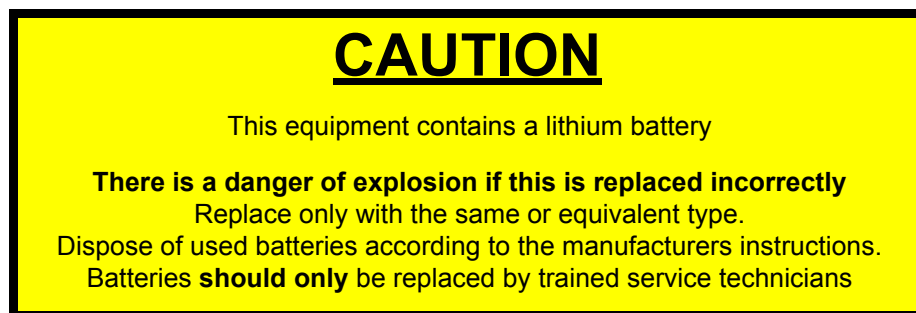 CAUTION
This equipment contains a lithium battery
There is a danger of explosion if this is replaced incorrectly
Replace only with the same or equivalent type.
Dispose of used batteries according to the manufacturers instructions.
Batteries should only be replaced by trained service technicians